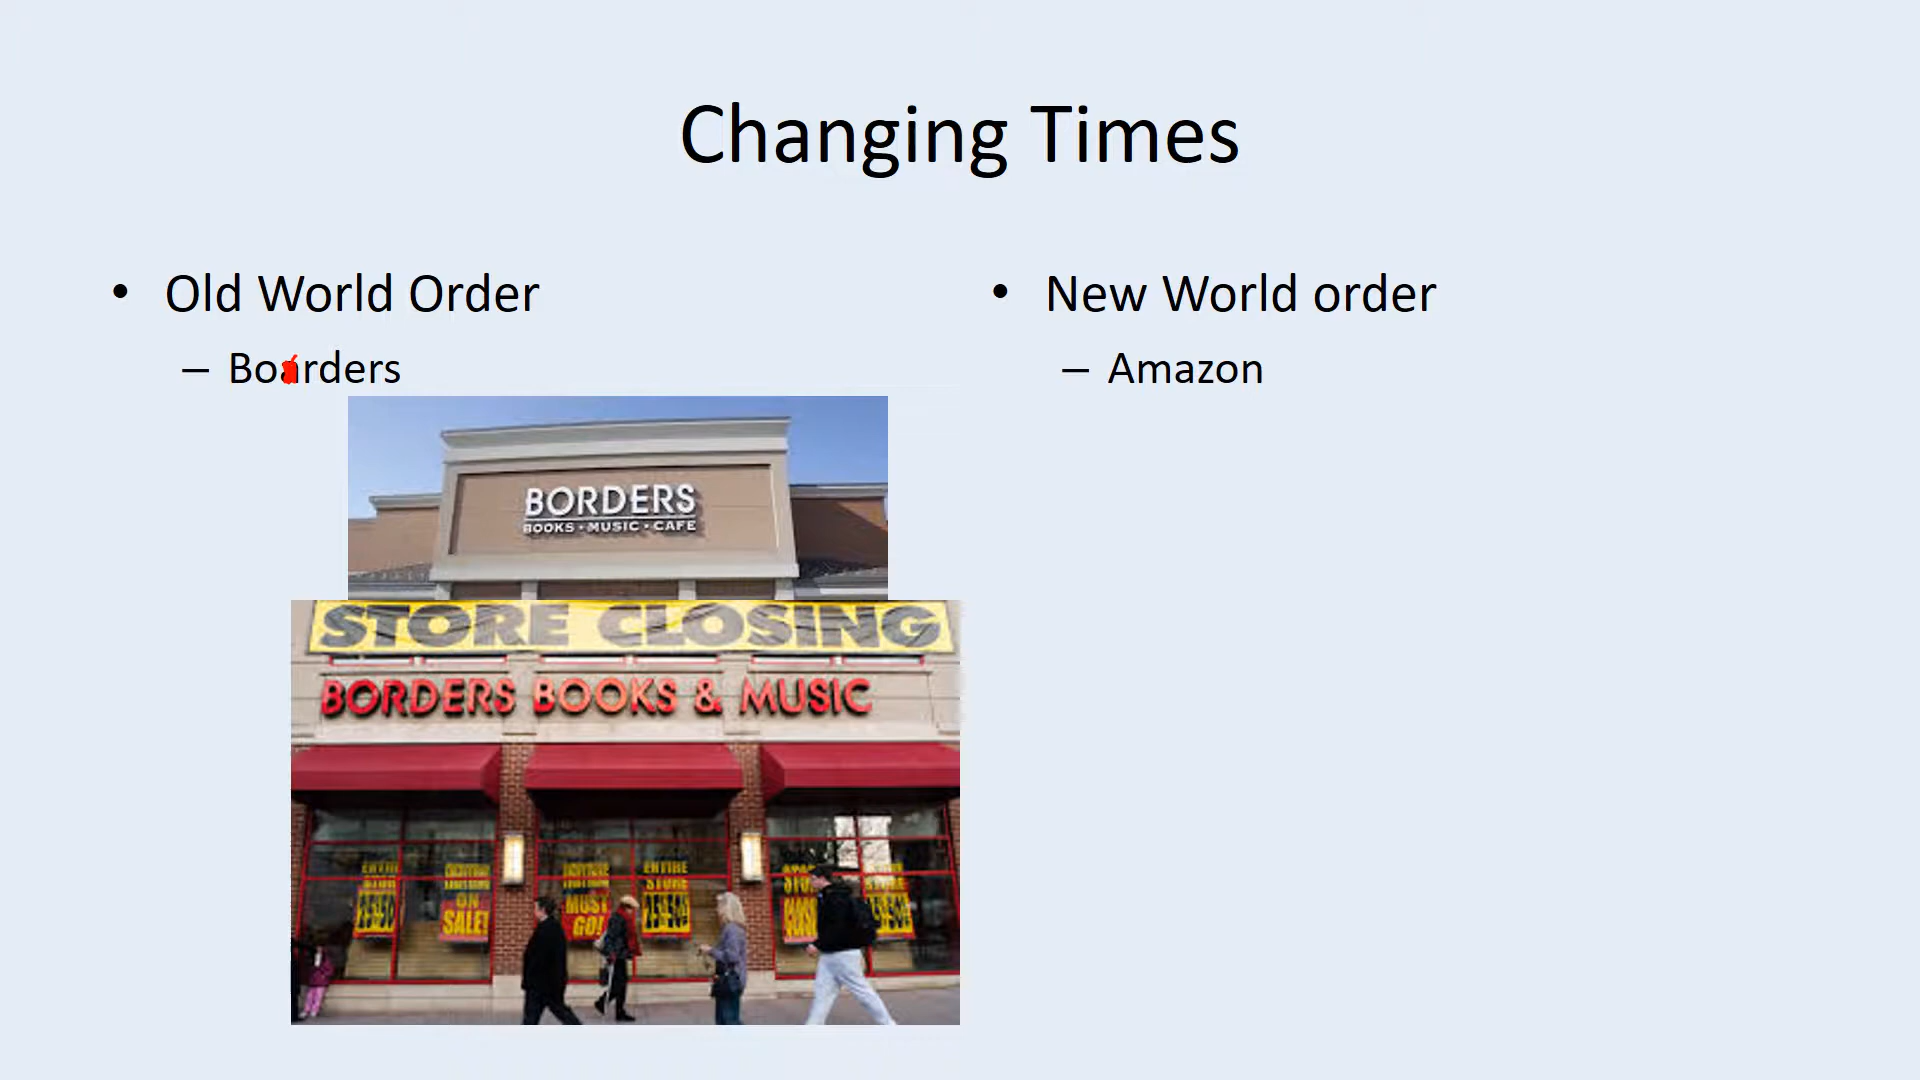 Changing Times
• Old World Order
– Boarders
BORDERS
BOOKS • MUSIC • CAFE
STORE CLOSING
BORDERS BOOKS & MUSIC
ON
SALE!
MUST
GO!
ENTIRE
STORE
• New World order
– Amazon